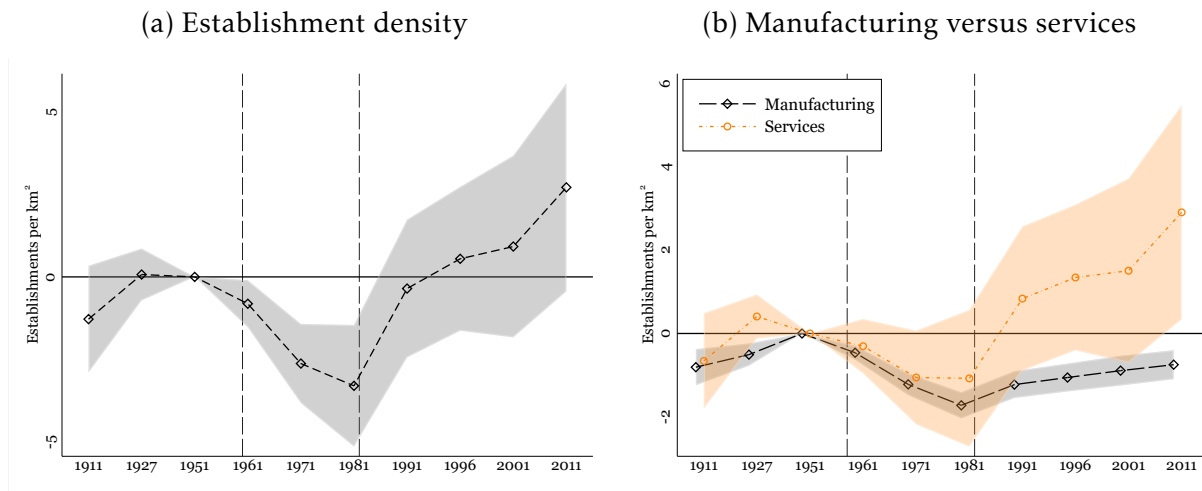 (a) Establishment density
Establishments per km²
5
0
-5
1911 1927 1951 1961 1971 1981 1991 1996 2001 2011
(b) Manufacturing versus services
Establishments per km²
6
4
2
0
-2
Manufacturing
Services
1911 1927 1951 1961 1971 1981 1991 1996 2001 2011